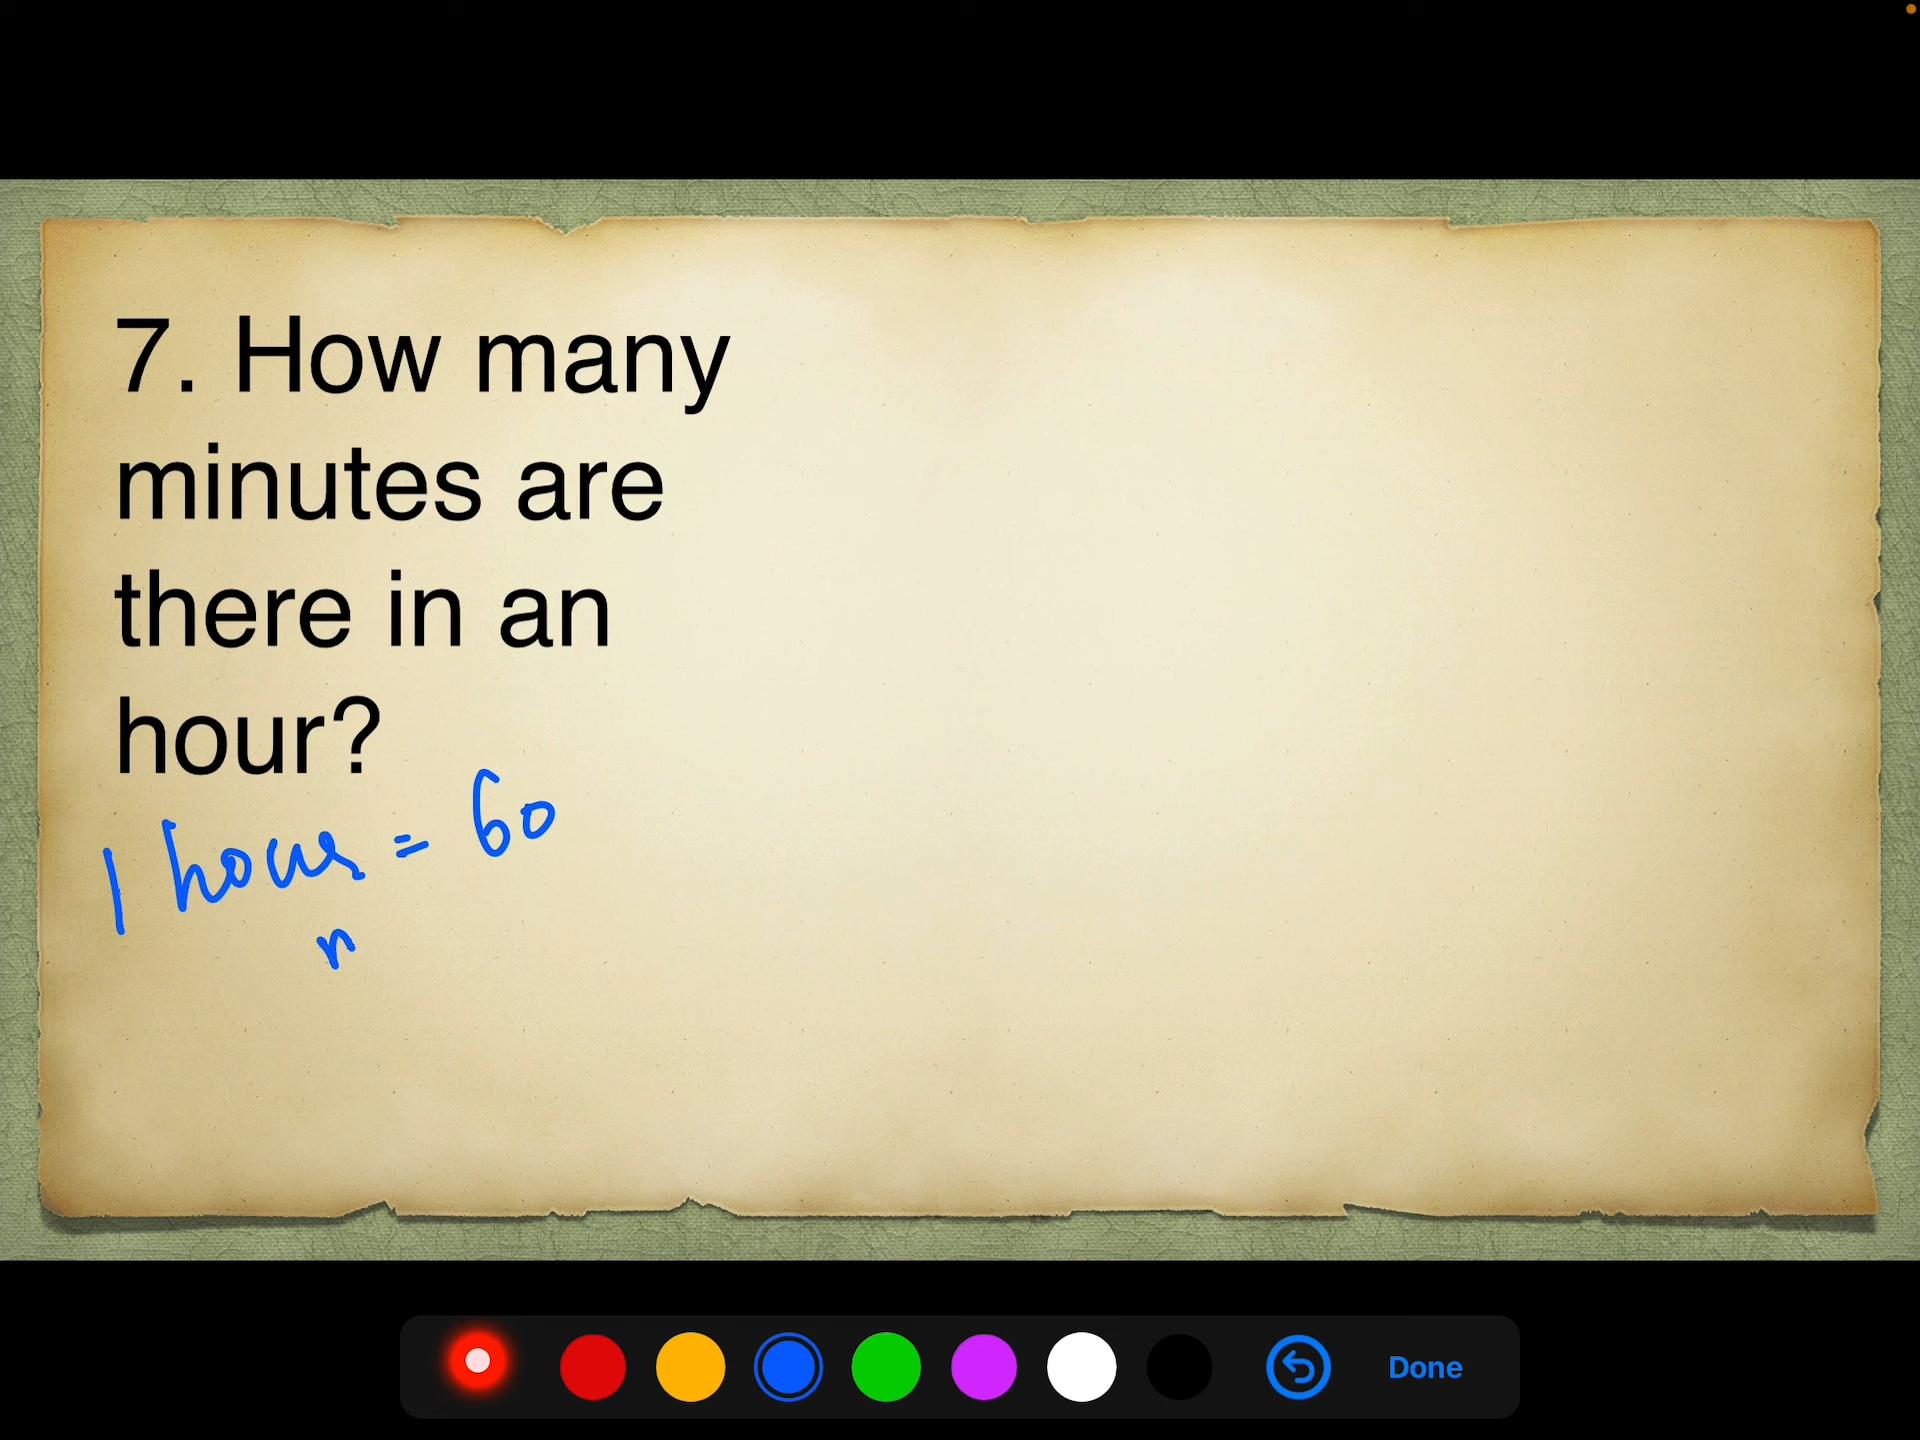 7. How many
minutes are
there in an
hour?
1 hour = 60
Done